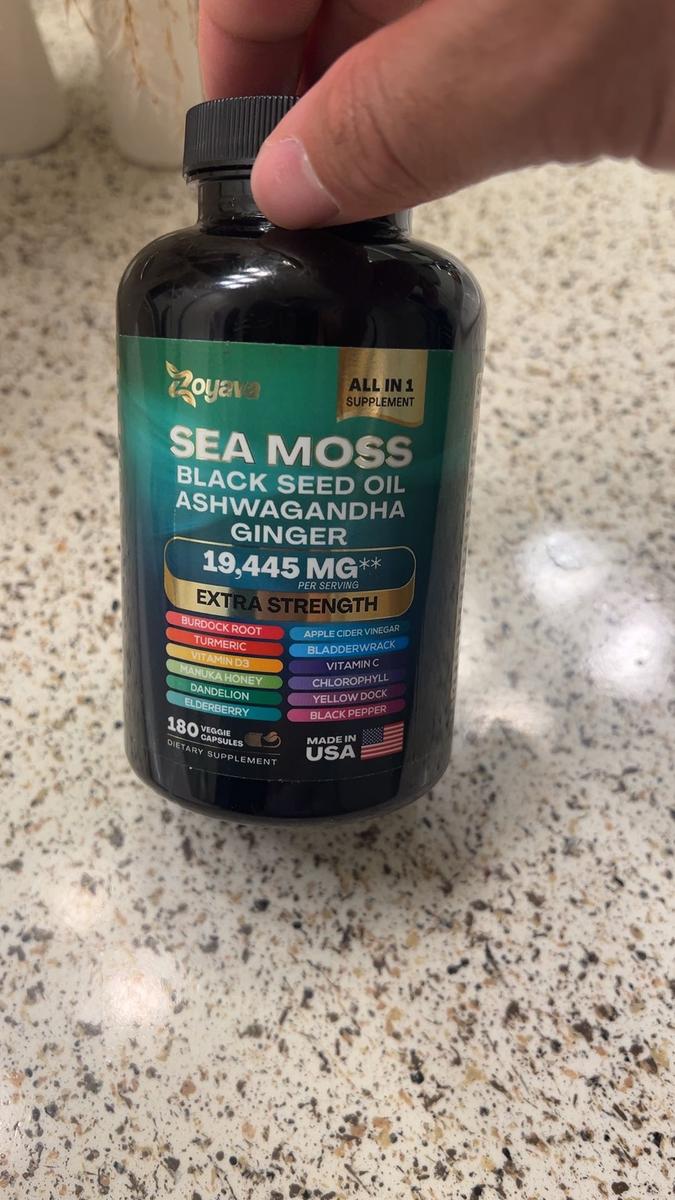 Zoyava
ALL IN 1
SUPPLEMENT
SEA MOSS
BLACK SEED OIL
ASHWAGANDHA
GINGER
19,445 MG**
PER SERVING
EXTRA STRENGTH
BURDOCK ROOT
APPLE CIDER VINEGAR
TURMERIC
BLADDERWRACK
VITAMIN D3
VITAMIN C
MANUKA HONEY
CHLOROPHYLL
DANDELION
YELLOW DOCK
ELDERBERRY
BLACK PEPPER
180 VEGGIE
CAPSULES
DIETARY SUPPLEMENT
MADE IN
USA